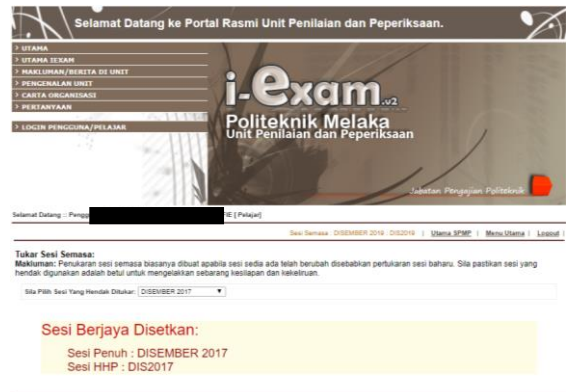 Selamat Datang ke Portal Rasmi Unit Penilaian dan Peperiksaan.
> UTAMA
> UTAMA IEXAM
> MAKLUMAN/BERITA DI UNIT
> PENGENALAN UNIT
> CARTA ORGANISASI
> PERTANYAAN
> LOGIN PENGGUNA/PELAJAR
i-exam.v2
Politeknik Melaka
Unit Penilaian dan Peperiksaan
Jabatan Pengajian Politeknik
Selamat Datang :: Pengg FIE [ Pelajar]
Sesi Semasa : DISEMBER 2019 : DIS2019 | Utama SPMP | Menu Utama | Logout |
Tukar Sesi Semasa:
Makluman: Penukaran sesi semasa biasanya dibuat apabila sesi sedia ada telah berubah disebabkan pertukaran sesi baharu. Sila pastikan sesi yang
hendak digunakan adalah betul untuk mengelakkan sebarang kesilapan dan kekeliruan.
Sila Pilih Sesi Yang Hendak Ditukar: DISEMBER 2017
Sesi Berjaya Disetkan:
Sesi Penuh : DISEMBER 2017
Sesi HHP : DIS2017